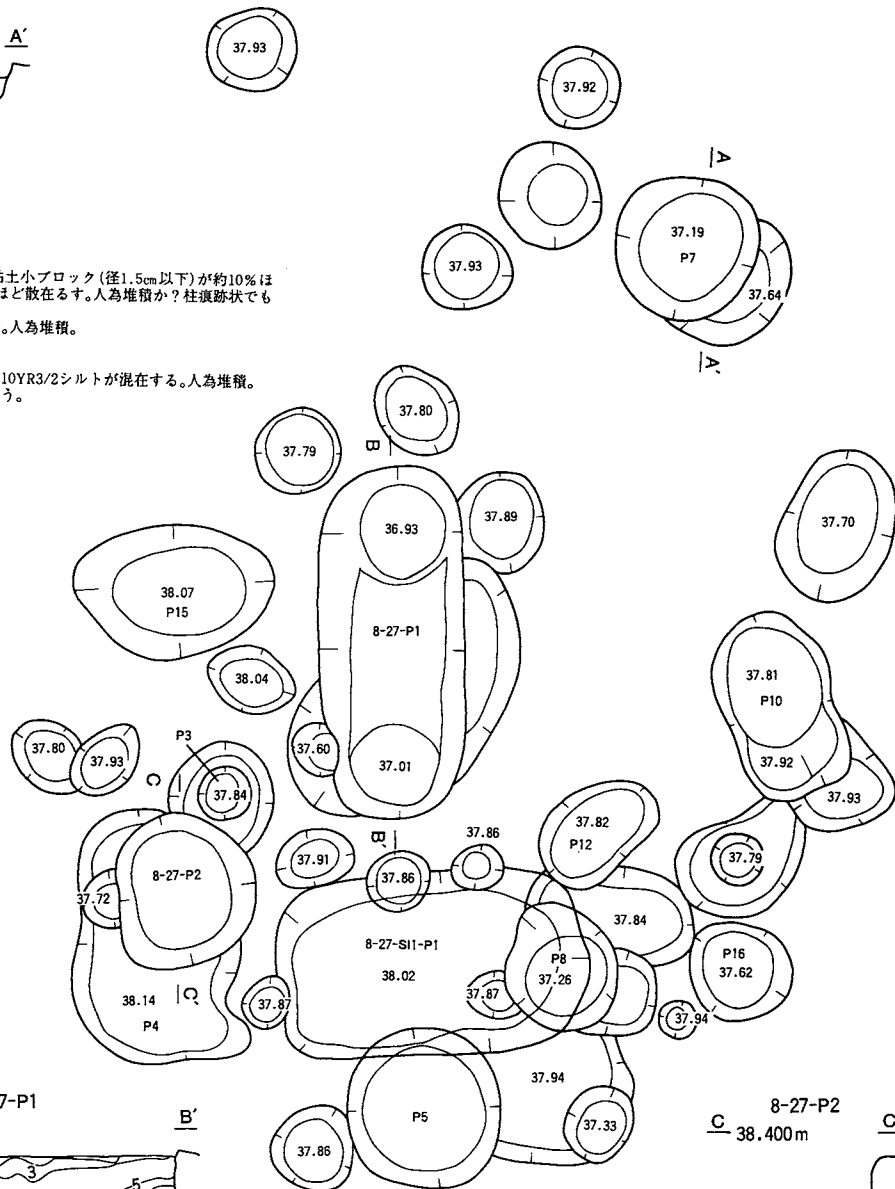 A′
37.93
37.92
A
37.19
P7
37.93
37.64
A′
粘土小ブロック(径1.5cm以下)が約10%ほ
ほど散在るす。人為堆積か?柱痕跡状でも
。人為堆積。
10YR3/2シルトが混在する。人為堆積。
う。
37.80
B
37.79
36.93
37.89
37.70
38.07
P15
8-27-P1
38.04
37.81
P10
P3
37.80
37.93
37.60
37.01
37.92
37.93
C
37.84
37.82
P12
B′
37.86
37.91
37.86
37.79
8-27-P2
37.72
37.84
8-27-SI1-P1
38.02
P8
37.26
P16
37.62
38.14
C′
P4
37.87
37.87
37.94
37.94
P5
37.33
37.86
7-P1
B′
8-27-P2
C
38.400m
C
3
5